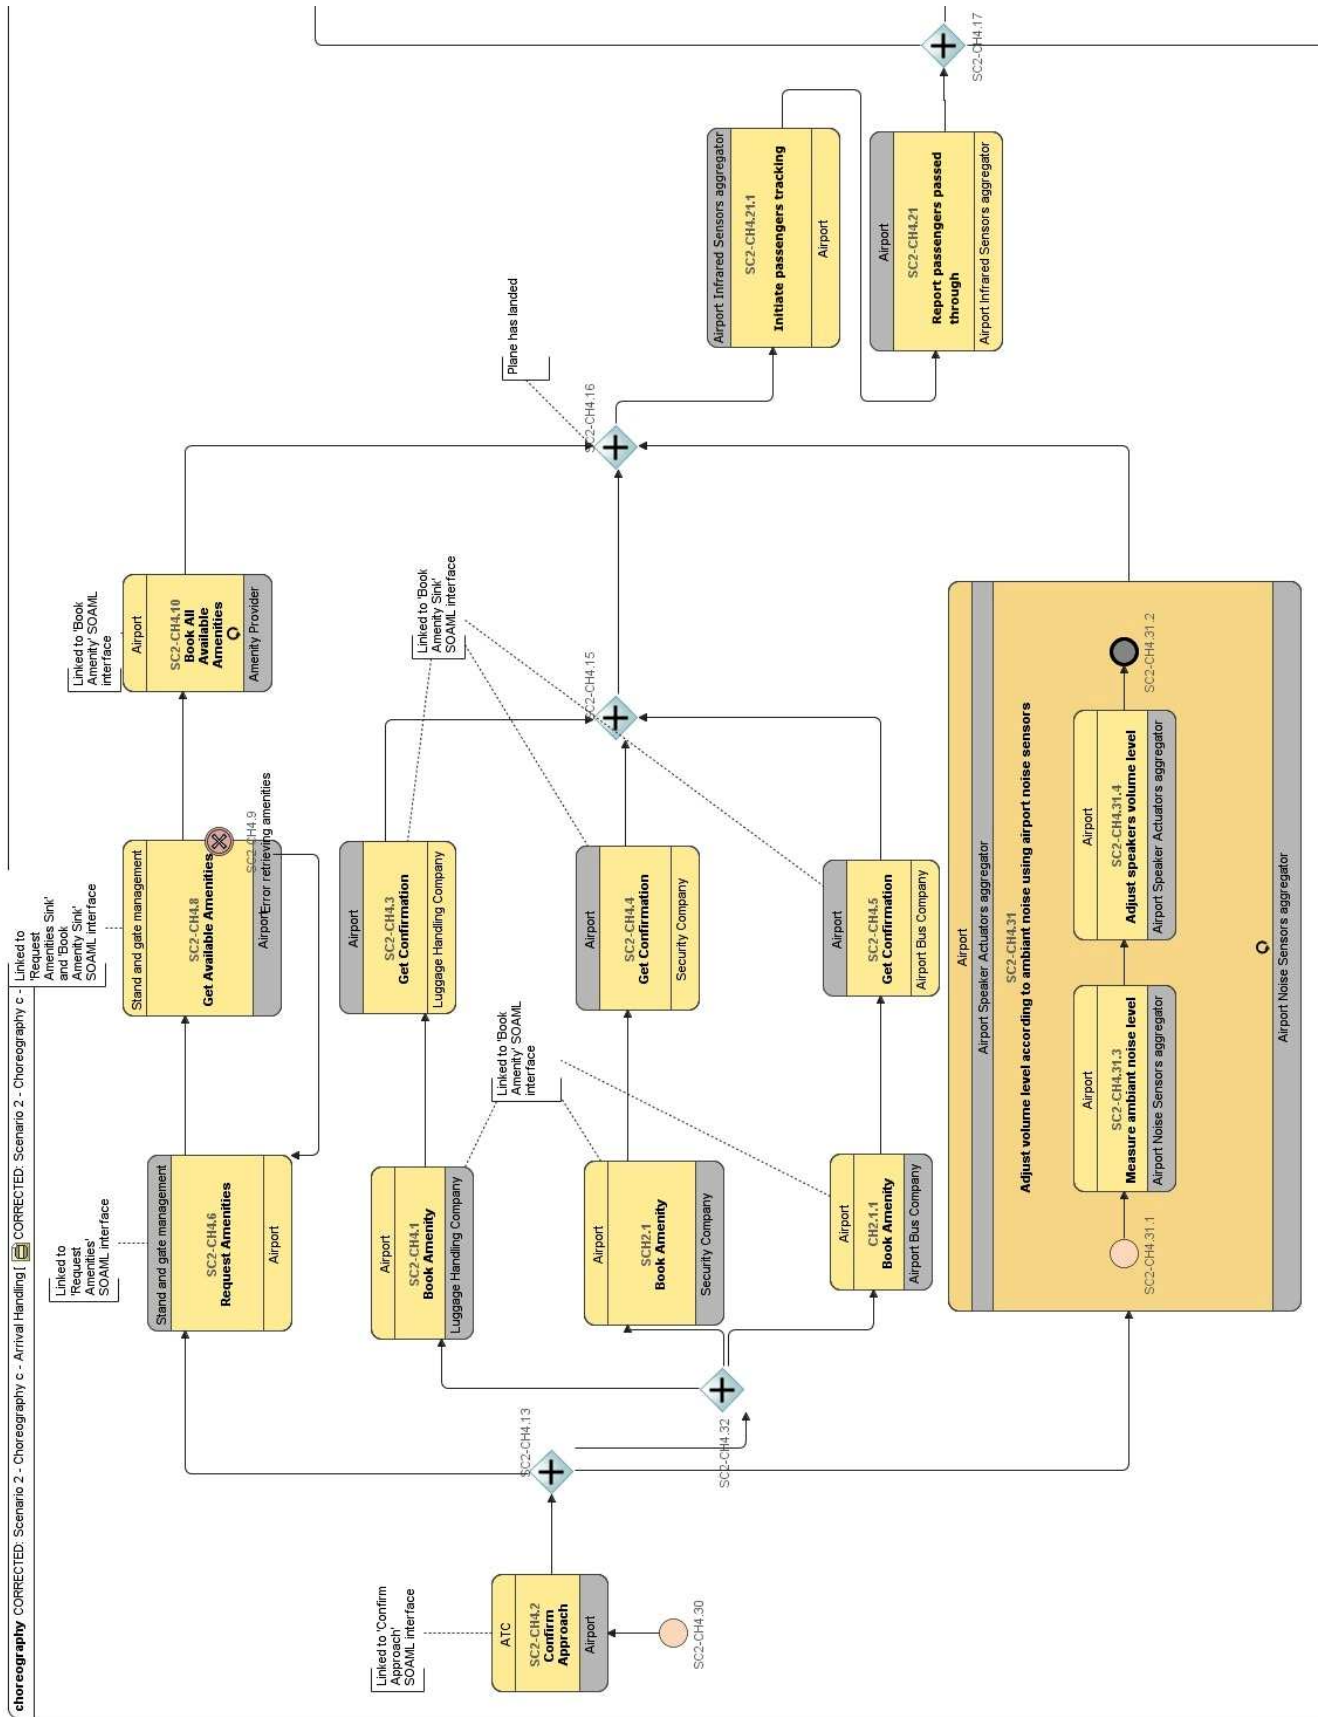 choreography CORRECTED: Scenario 2 - Choreography c - Arrival Handling [ CORRECTED: Scenario 2 - Choreography c -
Linked to 'Confirm
Approach'
SOAML interface
ATC
SC2-CH4.2
Confirm
Approach
Airport
SC2-CH4.30
SC2-CH4.13
SC2-CH4.32
Linked to
'Request
Amenities'
SOAML interface
Stand and gate management
SC2-CH4.6
Request Amenities
Airport
Airport
SC2-CH4.1
Book Amenity
Luggage Handling Company
Airport
SCH2.1
Book Amenity
Security Company
Airport
CH2.1.1
Book Amenity
Airport Bus Company
Linked to 'Book
Amenity' SOAML
interface
Linked to
'Request
Amenities Sink'
and 'Book
Amenity Sink'
SOAML interface
Stand and gate management
SC2-CH4.8
Get Available Amenities
Airport
SC2-CH4.9
Error retrieving amenities
Airport
SC2-CH4.3
Get Confirmation
Luggage Handling Company
Airport
SC2-CH4.4
Get Confirmation
Security Company
Airport
SC2-CH4.5
Get Confirmation
Airport Bus Company
Linked to 'Book
Amenity Sink'
SOAML interface
SC2-CH4.15
Linked to 'Book
Amenity' SOAML
interface
Airport
SC2-CH4.10
Book All
Available
Amenities
Amenity Provider
Airport
Airport Speaker Actuators aggregator
SC2-CH4.31
Adjust volume level according to ambiant noise using airport noise sensors
SC2-CH4.31.1
Airport
SC2-CH4.31.3
Measure ambiant noise level
Airport Noise Sensors aggregator
Airport
SC2-CH4.31.4
Adjust speakers volume level
Airport Speaker Actuators aggregator
SC2-CH4.31.2
Airport Noise Sensors aggregator
Plane has landed
SC2-CH4.16
Airport Infrared Sensors aggregator
SC2-CH4.21.1
Initiate passengers tracking
Airport
Airport
SC2-CH4.21
Report passengers passed
through
Airport Infrared Sensors aggregator
SC2-CH4.17